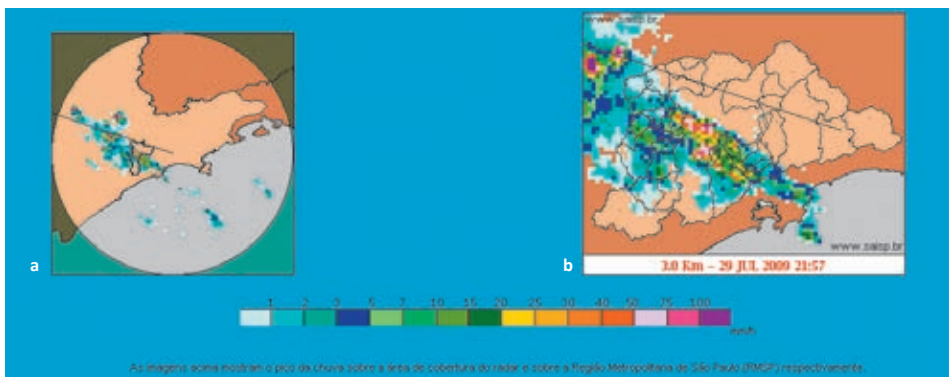 www.saisp.br
www.saisp.br
a
b
3.0 Km - 29 JUL 2009 21:57
1 2 3 5 7 10 15 20 25 30 40 50 75 100
mm/h
As imagens acima mostram o pico da chuva sobre a área de cobertura do radar e sobre a Região Metropolitana de São Paulo (RMSP) respectivamente.